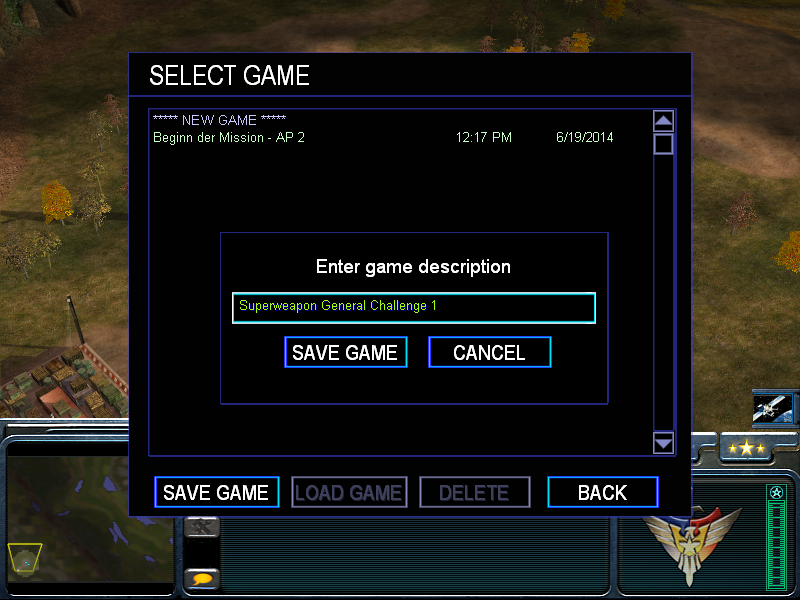 SELECT GAME
***** NEW GAME *****
Beginn der Mission - AP 2 12:17 PM 6/19/2014
Enter game description
Superweapon General Challenge 1
SAVE GAME CANCEL
SAVE GAME LOAD GAME DELETE BACK